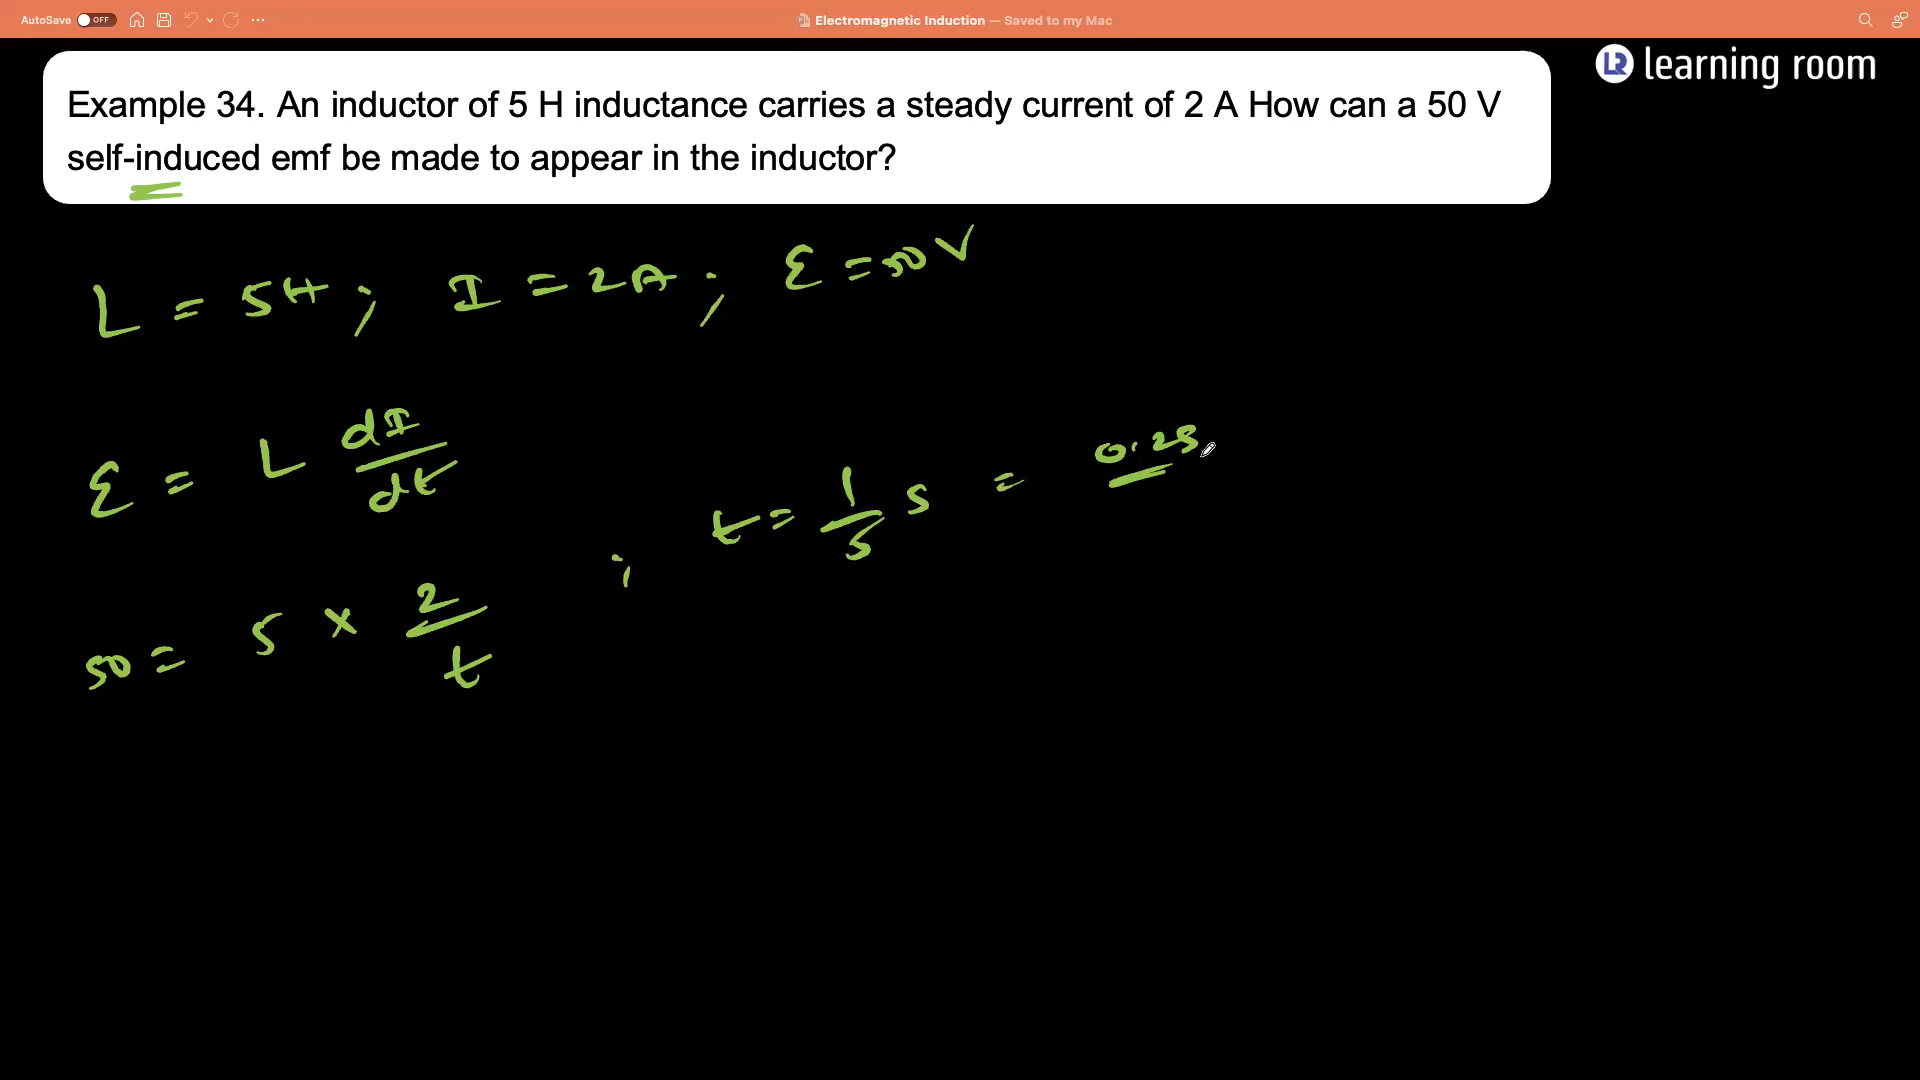 AutoSave OFF Electromagnetic Induction — Saved to my Mac
learning room
Example 34. An inductor of 5 H inductance carries a steady current of 2 A How can a 50 V
self-induced emf be made to appear in the inductor?
L = 5H ; I = 2A ; Ɛ = 50 V
Ɛ = L dI/dt
50 = 5 × 2/t ; t = 1/5 s = 0.2s